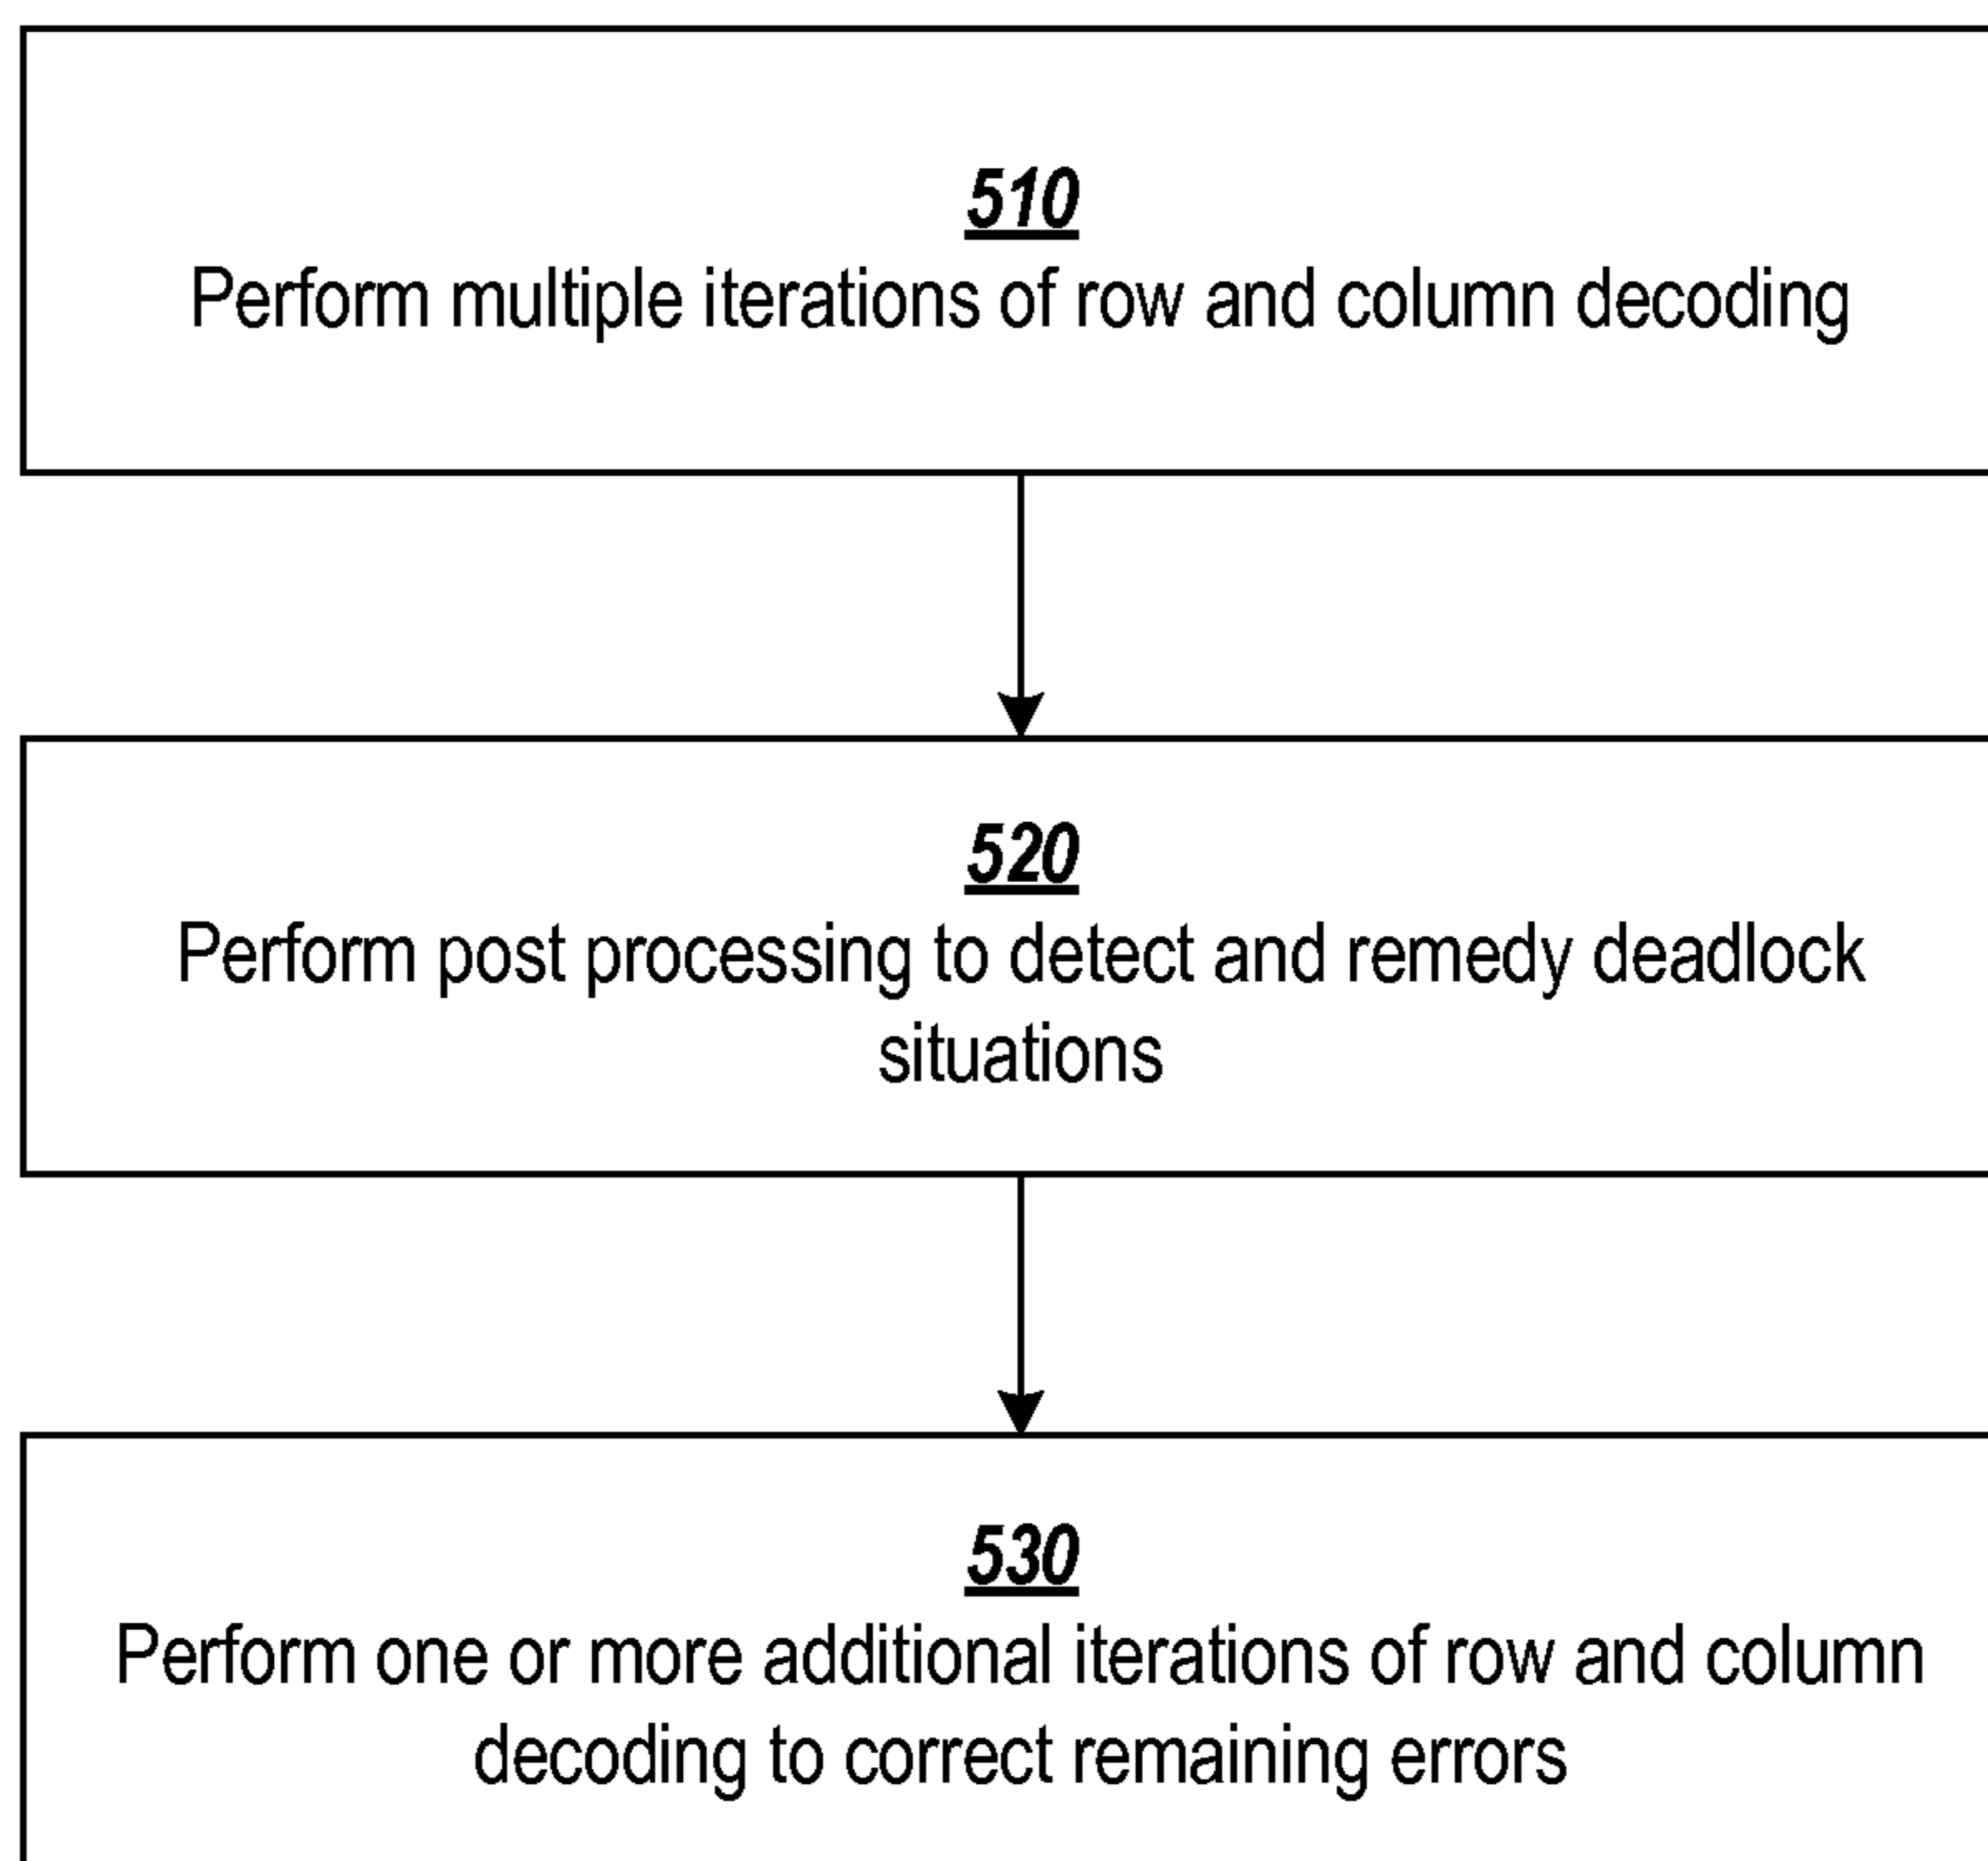 510
Perform multiple iterations of row and column decoding
520
Perform post processing to detect and remedy deadlock
situations
530
Perform one or more additional iterations of row and column
decoding to correct remaining errors